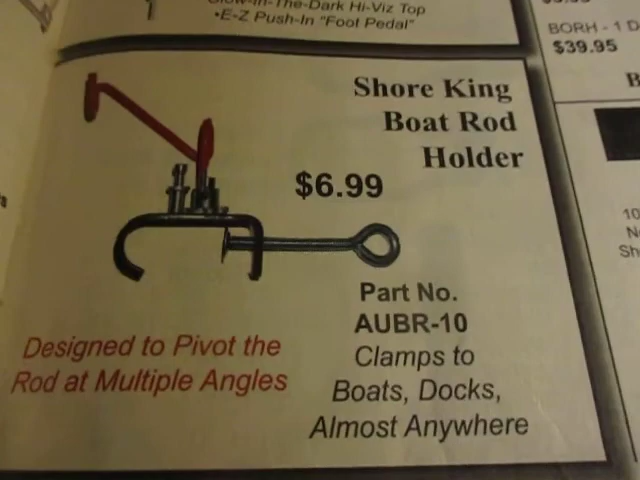 Glow-In-The-Dark Hi-Viz Top
•E-Z Push-In "Foot Pedal"
BORH - 1 D
$39.95
B
Shore King
Boat Rod
Holder
$6.99
Part No.
AUBR-10
Clamps to
Boats, Docks,
Almost Anywhere
Designed to Pivot the
Rod at Multiple Angles
10
N
Sh